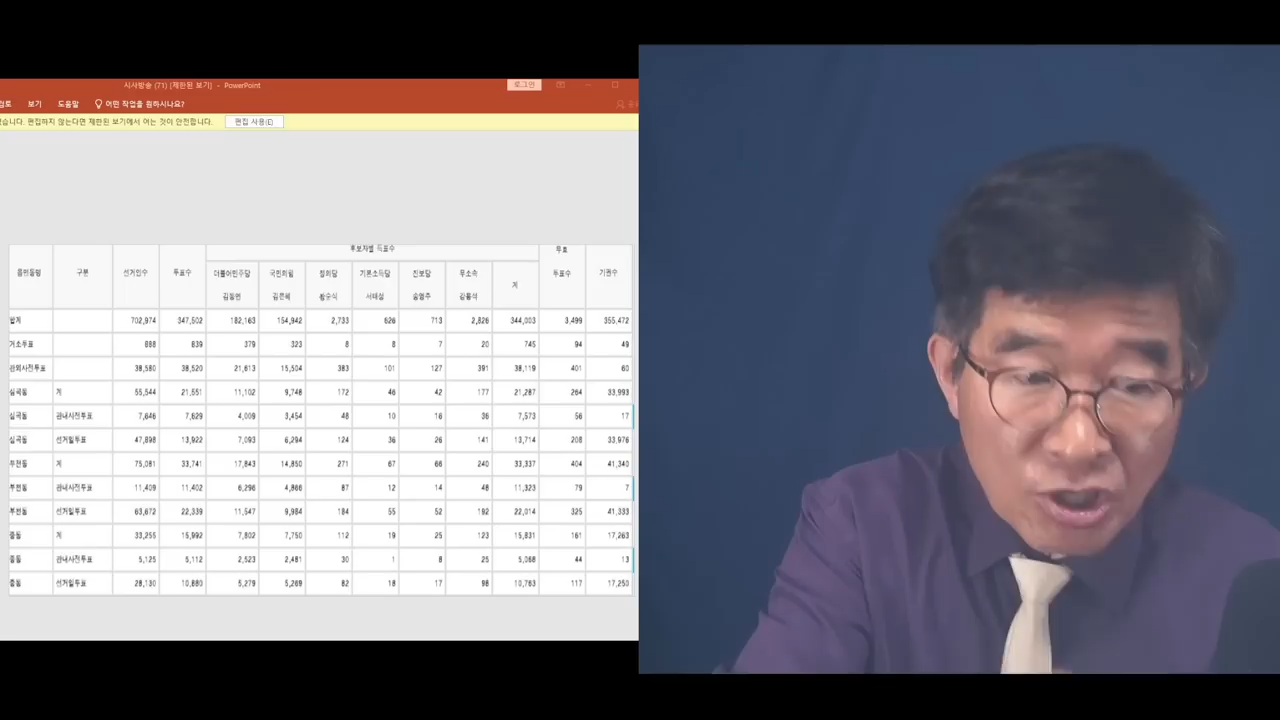 시사방송 (71) [제한된 보기] - PowerPoint
로그인
검토 보기 도움말 어떤 작업을 원하시나요?
있습니다. 편집하지 않는다면 제한된 보기에서 여는 것이 안전합니다. 편집 사용(E)
후보자별 득표수
읍면동명 구분 선거인수 투표수 더불어민주당 김동연 국민의힘 김은혜 정의당 황순식 기본소득당 서태성 진보당 송영주 무소속 강용석 계 무효 투표수 기권수
합계 702,974 347,502 182,163 154,942 2,733 626 713 2,826 344,003 3,499 355,472
거소투표 888 839 379 323 8 8 7 20 745 94 49
관외사전투표 38,580 38,520 21,613 15,504 383 101 127 391 38,119 401 60
심곡동 계 55,544 21,551 11,102 9,748 172 46 42 177 21,287 264 33,993
심곡동 관내사전투표 7,646 7,629 4,009 3,454 48 10 16 36 7,573 56 17
심곡동 선거일투표 47,898 13,922 7,093 6,294 124 36 26 141 13,714 208 33,976
부천동 계 75,081 33,741 17,843 14,850 271 67 66 240 33,337 404 41,340
부천동 관내사전투표 11,409 11,402 6,296 4,866 87 12 14 48 11,323 79 7
부천동 선거일투표 63,672 22,339 11,547 9,984 184 55 52 192 22,014 325 41,333
중동 계 33,255 15,992 7,802 7,750 112 19 25 123 15,831 161 17,263
중동 관내사전투표 5,125 5,112 2,523 2,481 30 1 8 25 5,068 44 13
중동 선거일투표 28,130 10,880 5,279 5,269 82 18 17 98 10,763 117 17,250